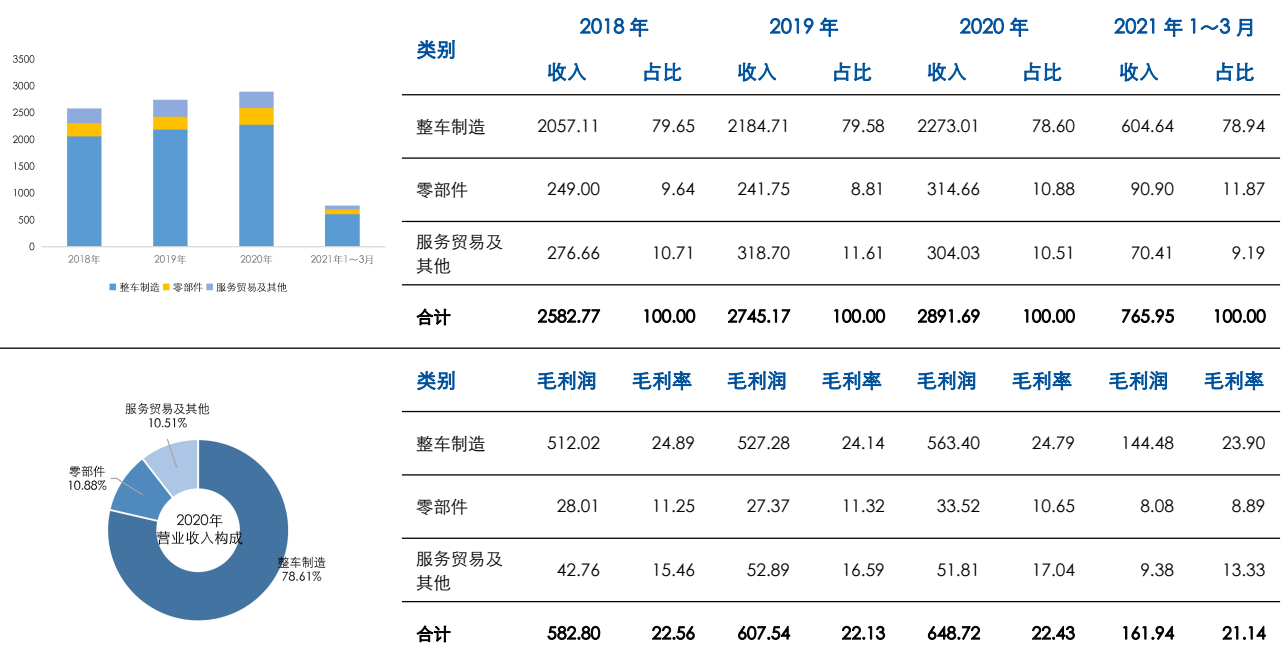 3500
3000
2500
2000
1500
1000
500
0
2018年 2019年 2020年 2021年1～3月
整车制造 零部件 服务贸易及其他
类别 2018 年 2019 年 2020 年 2021 年 1～3 月
收入 占比 收入 占比 收入 占比 收入 占比
整车制造 2057.11 79.65 2184.71 79.58 2273.01 78.60 604.64 78.94
零部件 249.00 9.64 241.75 8.81 314.66 10.88 90.90 11.87
服务贸易及
其他 276.66 10.71 318.70 11.61 304.03 10.51 70.41 9.19
合计 2582.77 100.00 2745.17 100.00 2891.69 100.00 765.95 100.00
服务贸易及其他
10.51%
零部件
10.88%
2020年
营业收入构成
整车制造
78.61%
类别 毛利润 毛利率 毛利润 毛利率 毛利润 毛利率 毛利润 毛利率
整车制造 512.02 24.89 527.28 24.14 563.40 24.79 144.48 23.90
零部件 28.01 11.25 27.37 11.32 33.52 10.65 8.08 8.89
服务贸易及
其他 42.76 15.46 52.89 16.59 51.81 17.04 9.38 13.33
合计 582.80 22.56 607.54 22.13 648.72 22.43 161.94 21.14